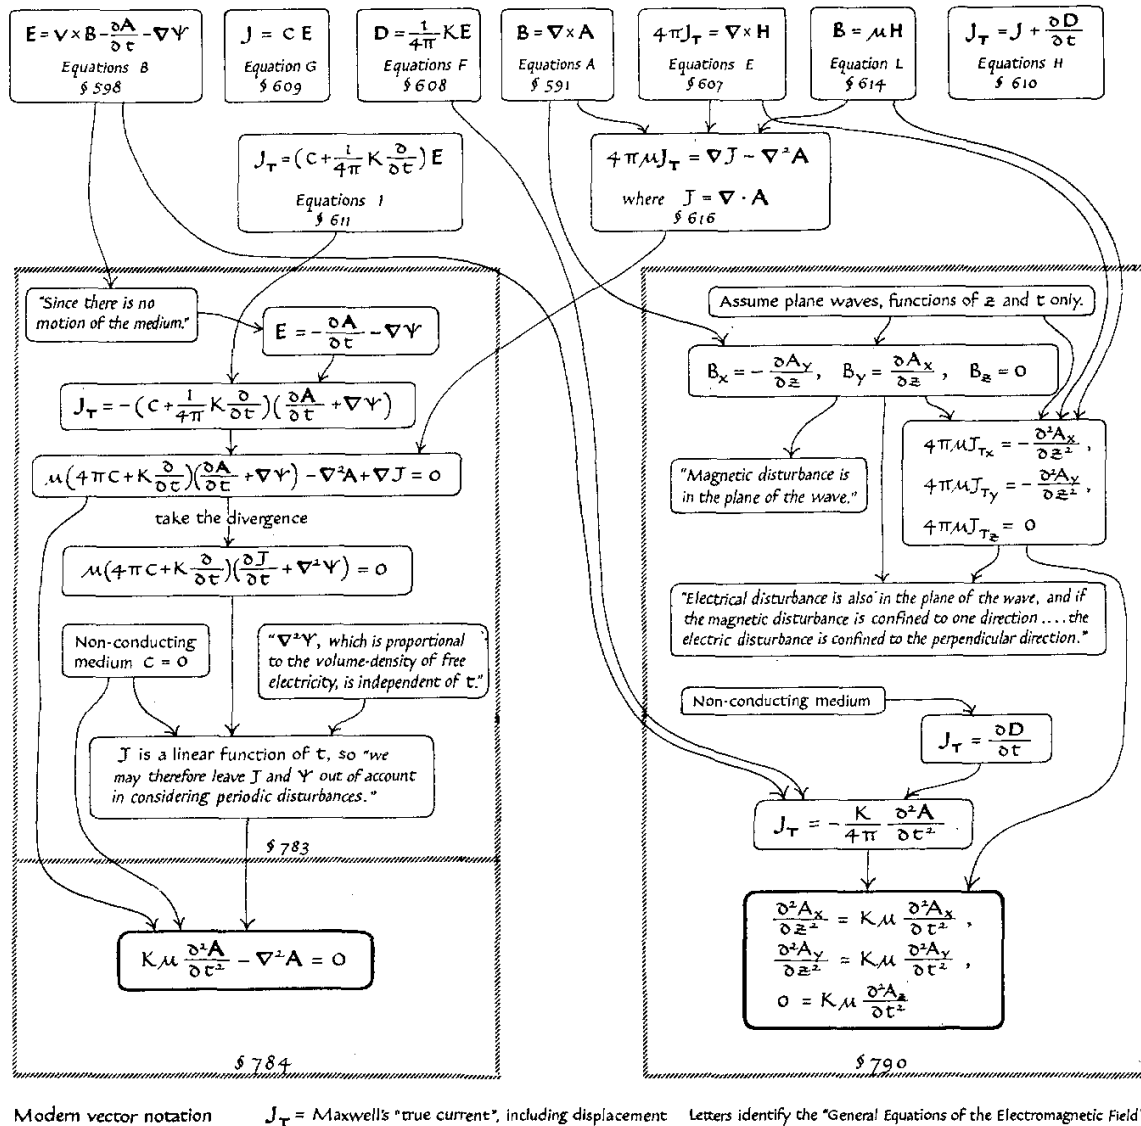 E = v × B − ∂A/∂t − ∇Ψ
Equations B
§ 598
J = C E
Equation G
§ 609
D = 1/4π K E
Equations F
§ 608
B = ∇ × A
Equations A
§ 591
4π J_T = ∇ × H
Equations E
§ 607
B = μH
Equation L
§ 614
J_T = J + ∂D/∂t
Equations H
§ 610
J_T = (C + 1/4π K ∂/∂t) E
Equations I
§ 611
4πμJ_T = ∇J − ∇²A
where J = ∇ · A
§ 616
"Since there is no
motion of the medium."
E = − ∂A/∂t − ∇Ψ
J_T = −(C + 1/4π K ∂/∂t)(∂A/∂t + ∇Ψ)
μ(4πC + K ∂/∂t)(∂A/∂t + ∇Ψ) − ∇²A + ∇J = 0
take the divergence
μ(4πC + K ∂/∂t)(∂J/∂t + ∇²Ψ) = 0
Non-conducting
medium C = 0
"∇²Ψ, which is proportional
to the volume-density of free
electricity, is independent of t."
J is a linear function of t, so "we
may therefore leave J and Ψ out of account
in considering periodic disturbances."
§ 783
Kμ ∂²A/∂t² − ∇²A = 0
§ 784
Assume plane waves, functions of z and t only.
B_x = − ∂A_y/∂z, B_y = ∂A_x/∂z, B_z = 0
"Magnetic disturbance is
in the plane of the wave."
4πμJ_Tx = − ∂²A_x/∂z²,
4πμJ_Ty = − ∂²A_y/∂z²,
4πμJ_Tz = 0
"Electrical disturbance is also in the plane of the wave, and if
the magnetic disturbance is confined to one direction .... the
electric disturbance is confined to the perpendicular direction."
Non-conducting medium
J_T = ∂D/∂t
J_T = − K/4π ∂²A/∂t²
∂²A_x/∂z² = Kμ ∂²A_x/∂t²,
∂²A_y/∂z² = Kμ ∂²A_y/∂t²,
0 = Kμ ∂²A_z/∂t²
§ 790
Modern vector notation
J_T = Maxwell's "true current", including displacement
Letters identify the "General Equations of the Electromagnetic Field"